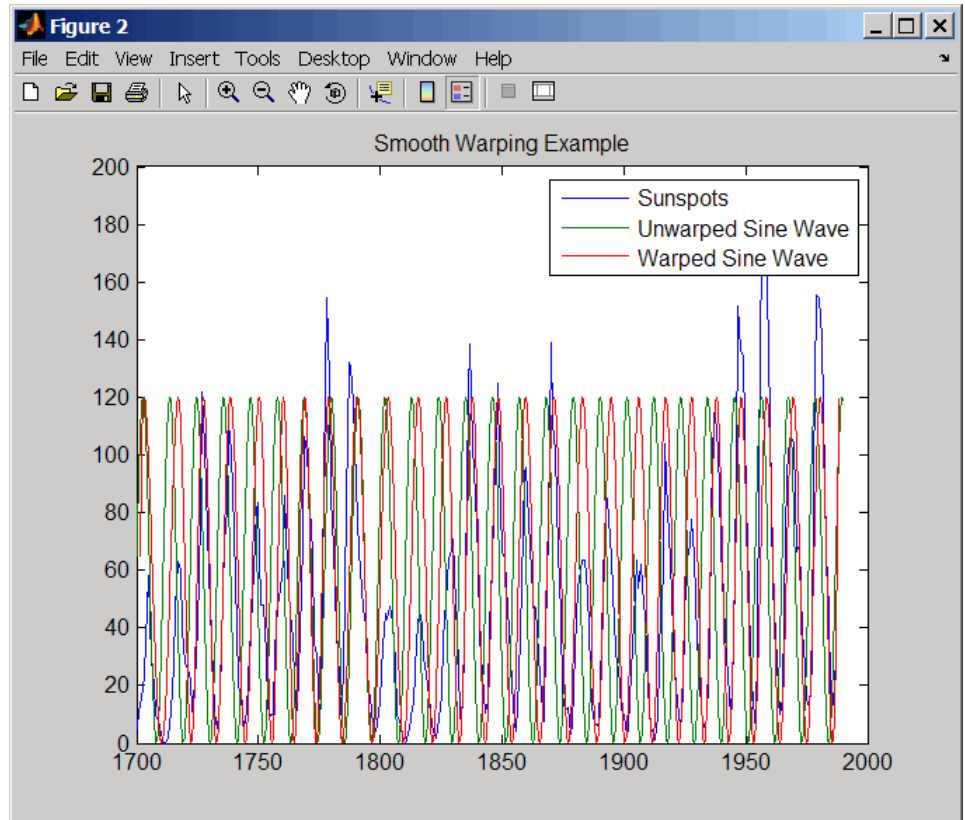 Figure 2
File Edit View Insert Tools Desktop Window Help
Smooth Warping Example
Sunspots
Unwarped Sine Wave
Warped Sine Wave
200
180
160
140
120
100
80
60
40
20
0
1700 1750 1800 1850 1900 1950 2000